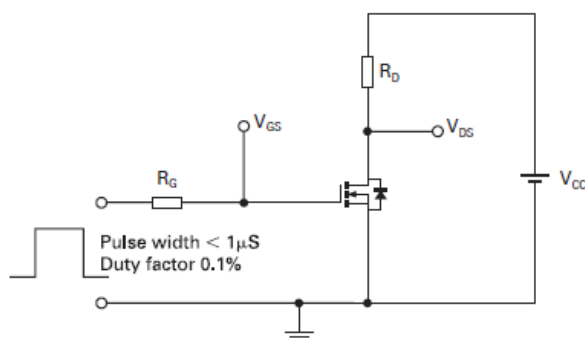 R_D
V_GS
V_DS
R_G
V_CC
Pulse width < 1μS
Duty factor 0.1%